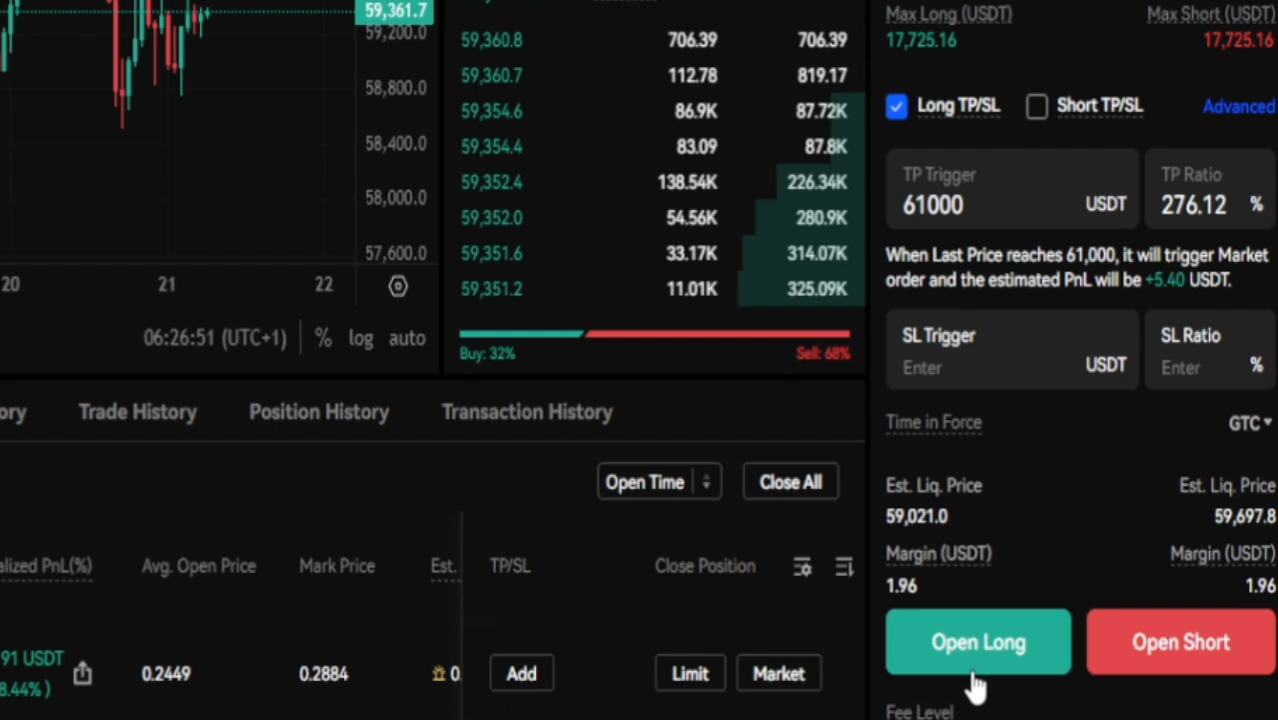 59,361.7
59,200.0
58,800.0
58,400.0
58,000.0
57,600.0
20 21 22
06:26:51 (UTC+1) % log auto
59,360.8 706.39 706.39
59,360.7 112.78 819.17
59,354.6 86.9K 87.72K
59,354.4 83.09 87.8K
59,352.4 138.54K 226.34K
59,352.0 54.56K 280.9K
59,351.6 33.17K 314.07K
59,351.2 11.01K 325.09K
Buy: 32% Sell: 68%
Max Long (USDT) Max Short (USDT)
17,725.16 17,725.16
Long TP/SL Short TP/SL Advanced
TP Trigger TP Ratio
61000 USDT 276.12 %
When Last Price reaches 61,000, it will trigger Market
order and the estimated PnL will be +5.40 USDT.
SL Trigger SL Ratio
Enter USDT Enter %
Time in Force GTC
Est. Liq. Price Est. Liq. Price
59,021.0 59,697.8
Margin (USDT) Margin (USDT)
1.96 1.96
Open Long Open Short
Fee Level
ory Trade History Position History Transaction History
Open Time Close All
alized PnL(%) Avg. Open Price Mark Price Est. TP/SL Close Position
91 USDT
8.44% )
0.2449 0.2884 0. Add Limit Market